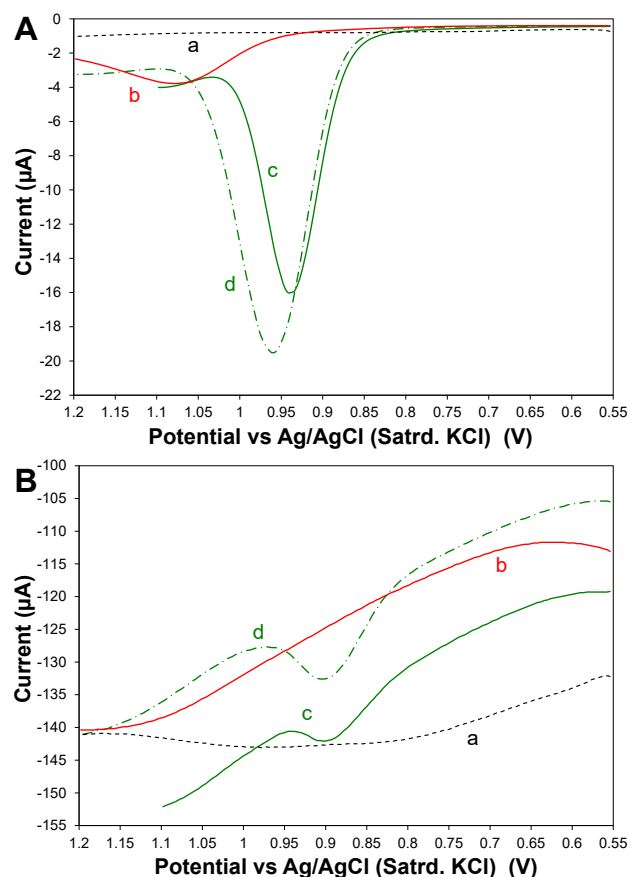 A
0
-2
-4
-6
-8
-10
-12
-14
-16
-18
-20
-22
Current (µA)
a
b
c
d
1.2 1.15 1.1 1.05 1 0.95 0.9 0.85 0.8 0.75 0.7 0.65 0.6 0.55
Potential vs Ag/AgCl (Satrd. KCl) (V)
B
-100
-105
-110
-115
-120
-125
-130
-135
-140
-145
-150
-155
Current (µA)
b
d
c
a
1.2 1.15 1.1 1.05 1 0.95 0.9 0.85 0.8 0.75 0.7 0.65 0.6 0.55
Potential vs Ag/AgCl (Satrd. KCl) (V)